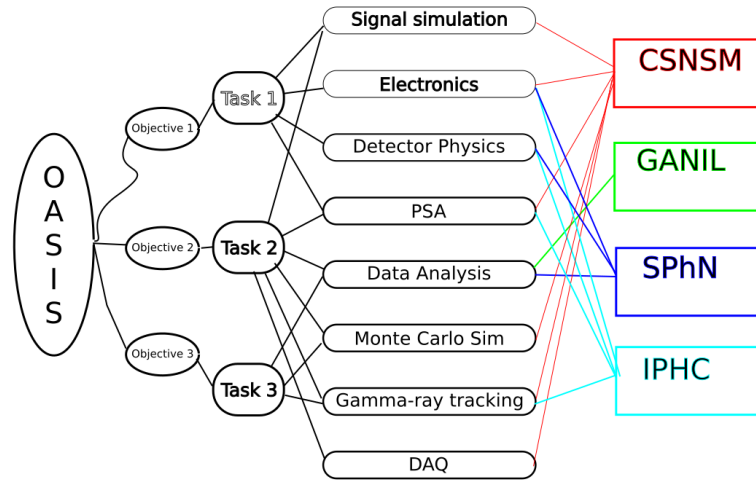 O
A
S
I
S
Objective 1
Objective 2
Objective 3
Task 1
Task 2
Task 3
Signal simulation
Electronics
Detector Physics
PSA
Data Analysis
Monte Carlo Sim
Gamma-ray tracking
DAQ
CSNSM
GANIL
SPhN
IPHC